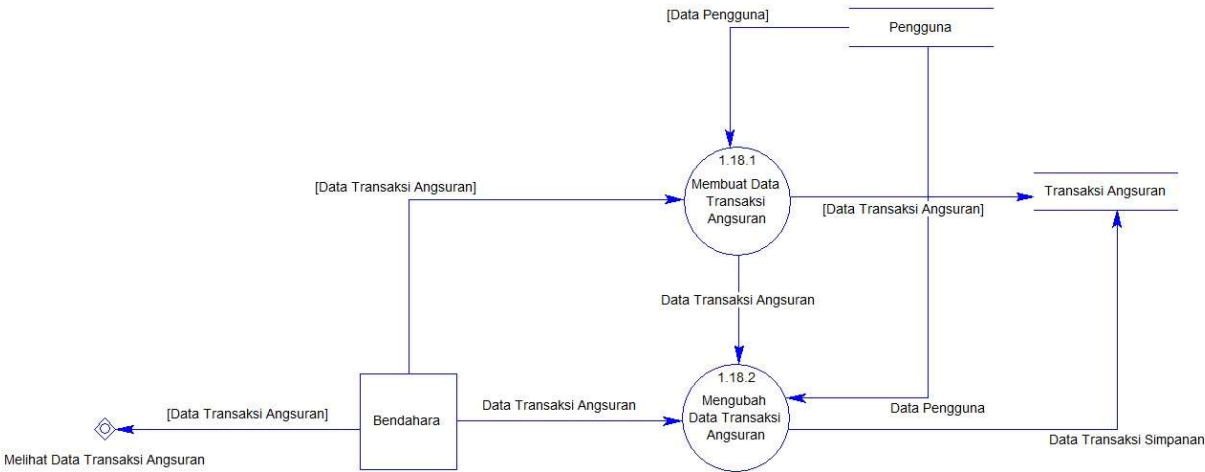 [Data Pengguna]
Pengguna
1.18.1
Membuat Data
Transaksi
Angsuran
[Data Transaksi Angsuran]
Transaksi Angsuran
[Data Transaksi Angsuran]
Data Transaksi Angsuran
1.18.2
Mengubah
Data Transaksi
Angsuran
[Data Transaksi Angsuran]
Bendahara
Data Transaksi Angsuran
Data Pengguna
Data Transaksi Simpanan
Melihat Data Transaksi Angsuran